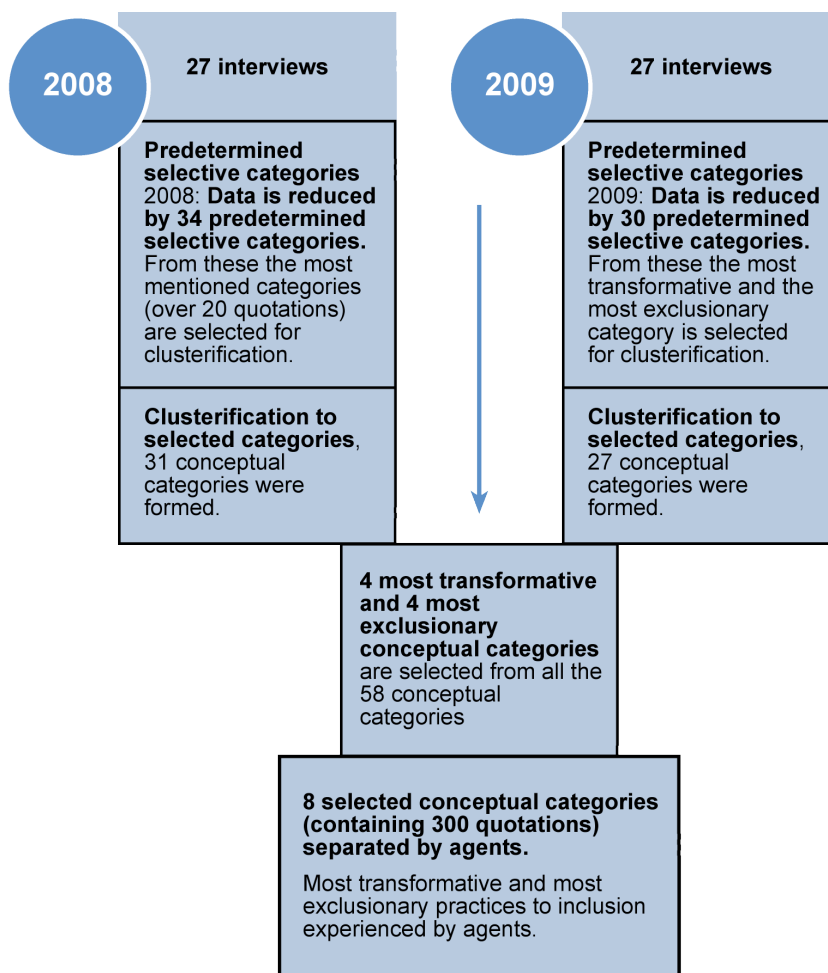 2008
27 interviews
Predetermined
selective categories
2008: Data is reduced
by 34 predetermined
selective categories.
From these the most
mentioned categories
(over 20 quotations)
are selected for
clusterification.
Clusterification to
selected categories,
31 conceptual
categories were
formed.
2009
27 interviews
Predetermined
selective categories
2009: Data is reduced
by 30 predetermined
selective categories.
From these the most
transformative and the
most exclusionary
category is selected
for clusterification.
Clusterification to
selected categories,
27 conceptual
categories were
formed.
4 most transformative
and 4 most
exclusionary
conceptual categories
are selected from all the
58 conceptual
categories
8 selected conceptual categories
(containing 300 quotations)
separated by agents.
Most transformative and most
exclusionary practices to inclusion
experienced by agents.